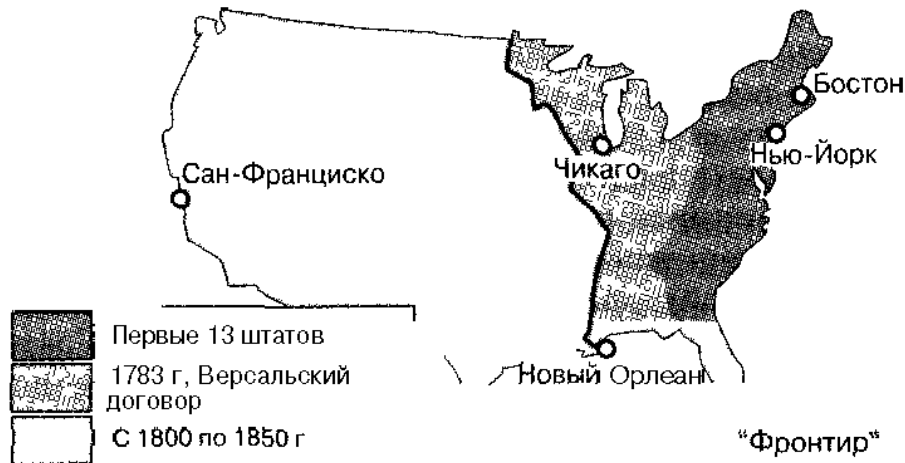 Бостон
Нью-Йорк
Чикаго
Сан-Франциско
Новый Орлеан
Первые 13 штатов
1783 г, Версальский
договор
С 1800 по 1850 г
"Фронтир"